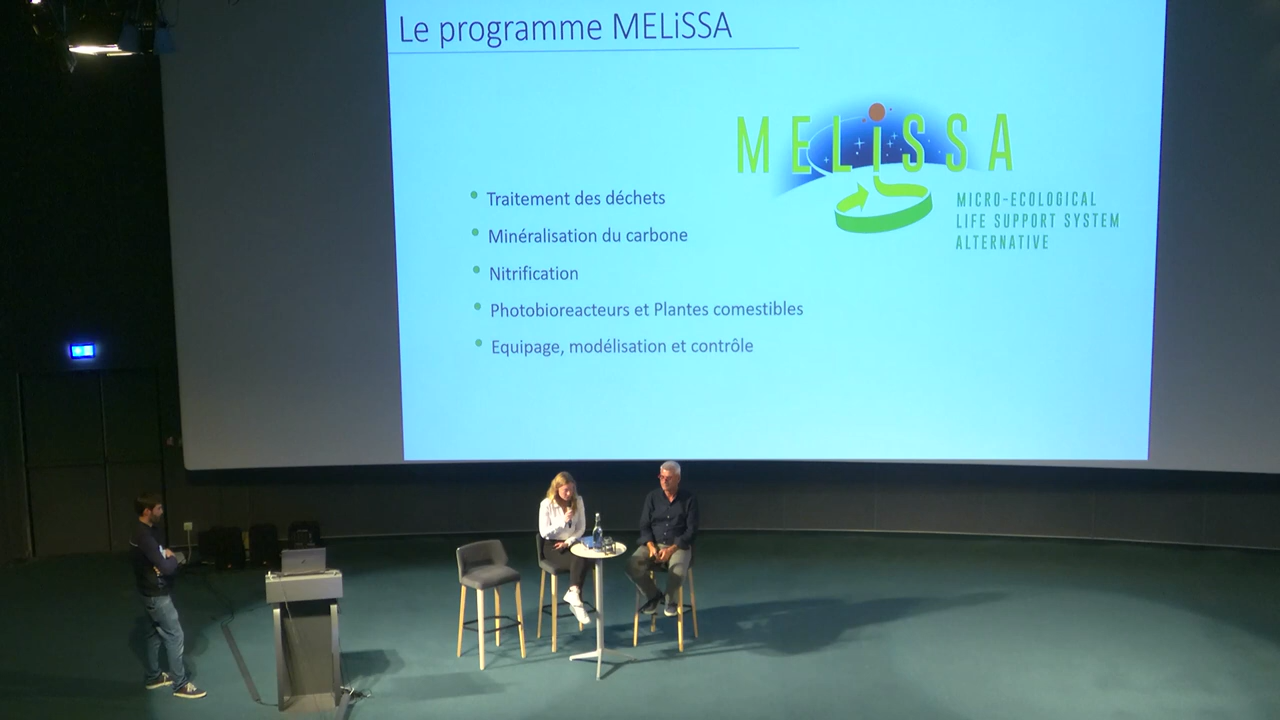 Le programme MELiSSA
MELiSSA
MICRO-ECOLOGICAL
LIFE SUPPORT SYSTEM
ALTERNATIVE
Traitement des déchets
Minéralisation du carbone
Nitrification
Photobioreacteurs et Plantes comestibles
Equipage, modélisation et contrôle